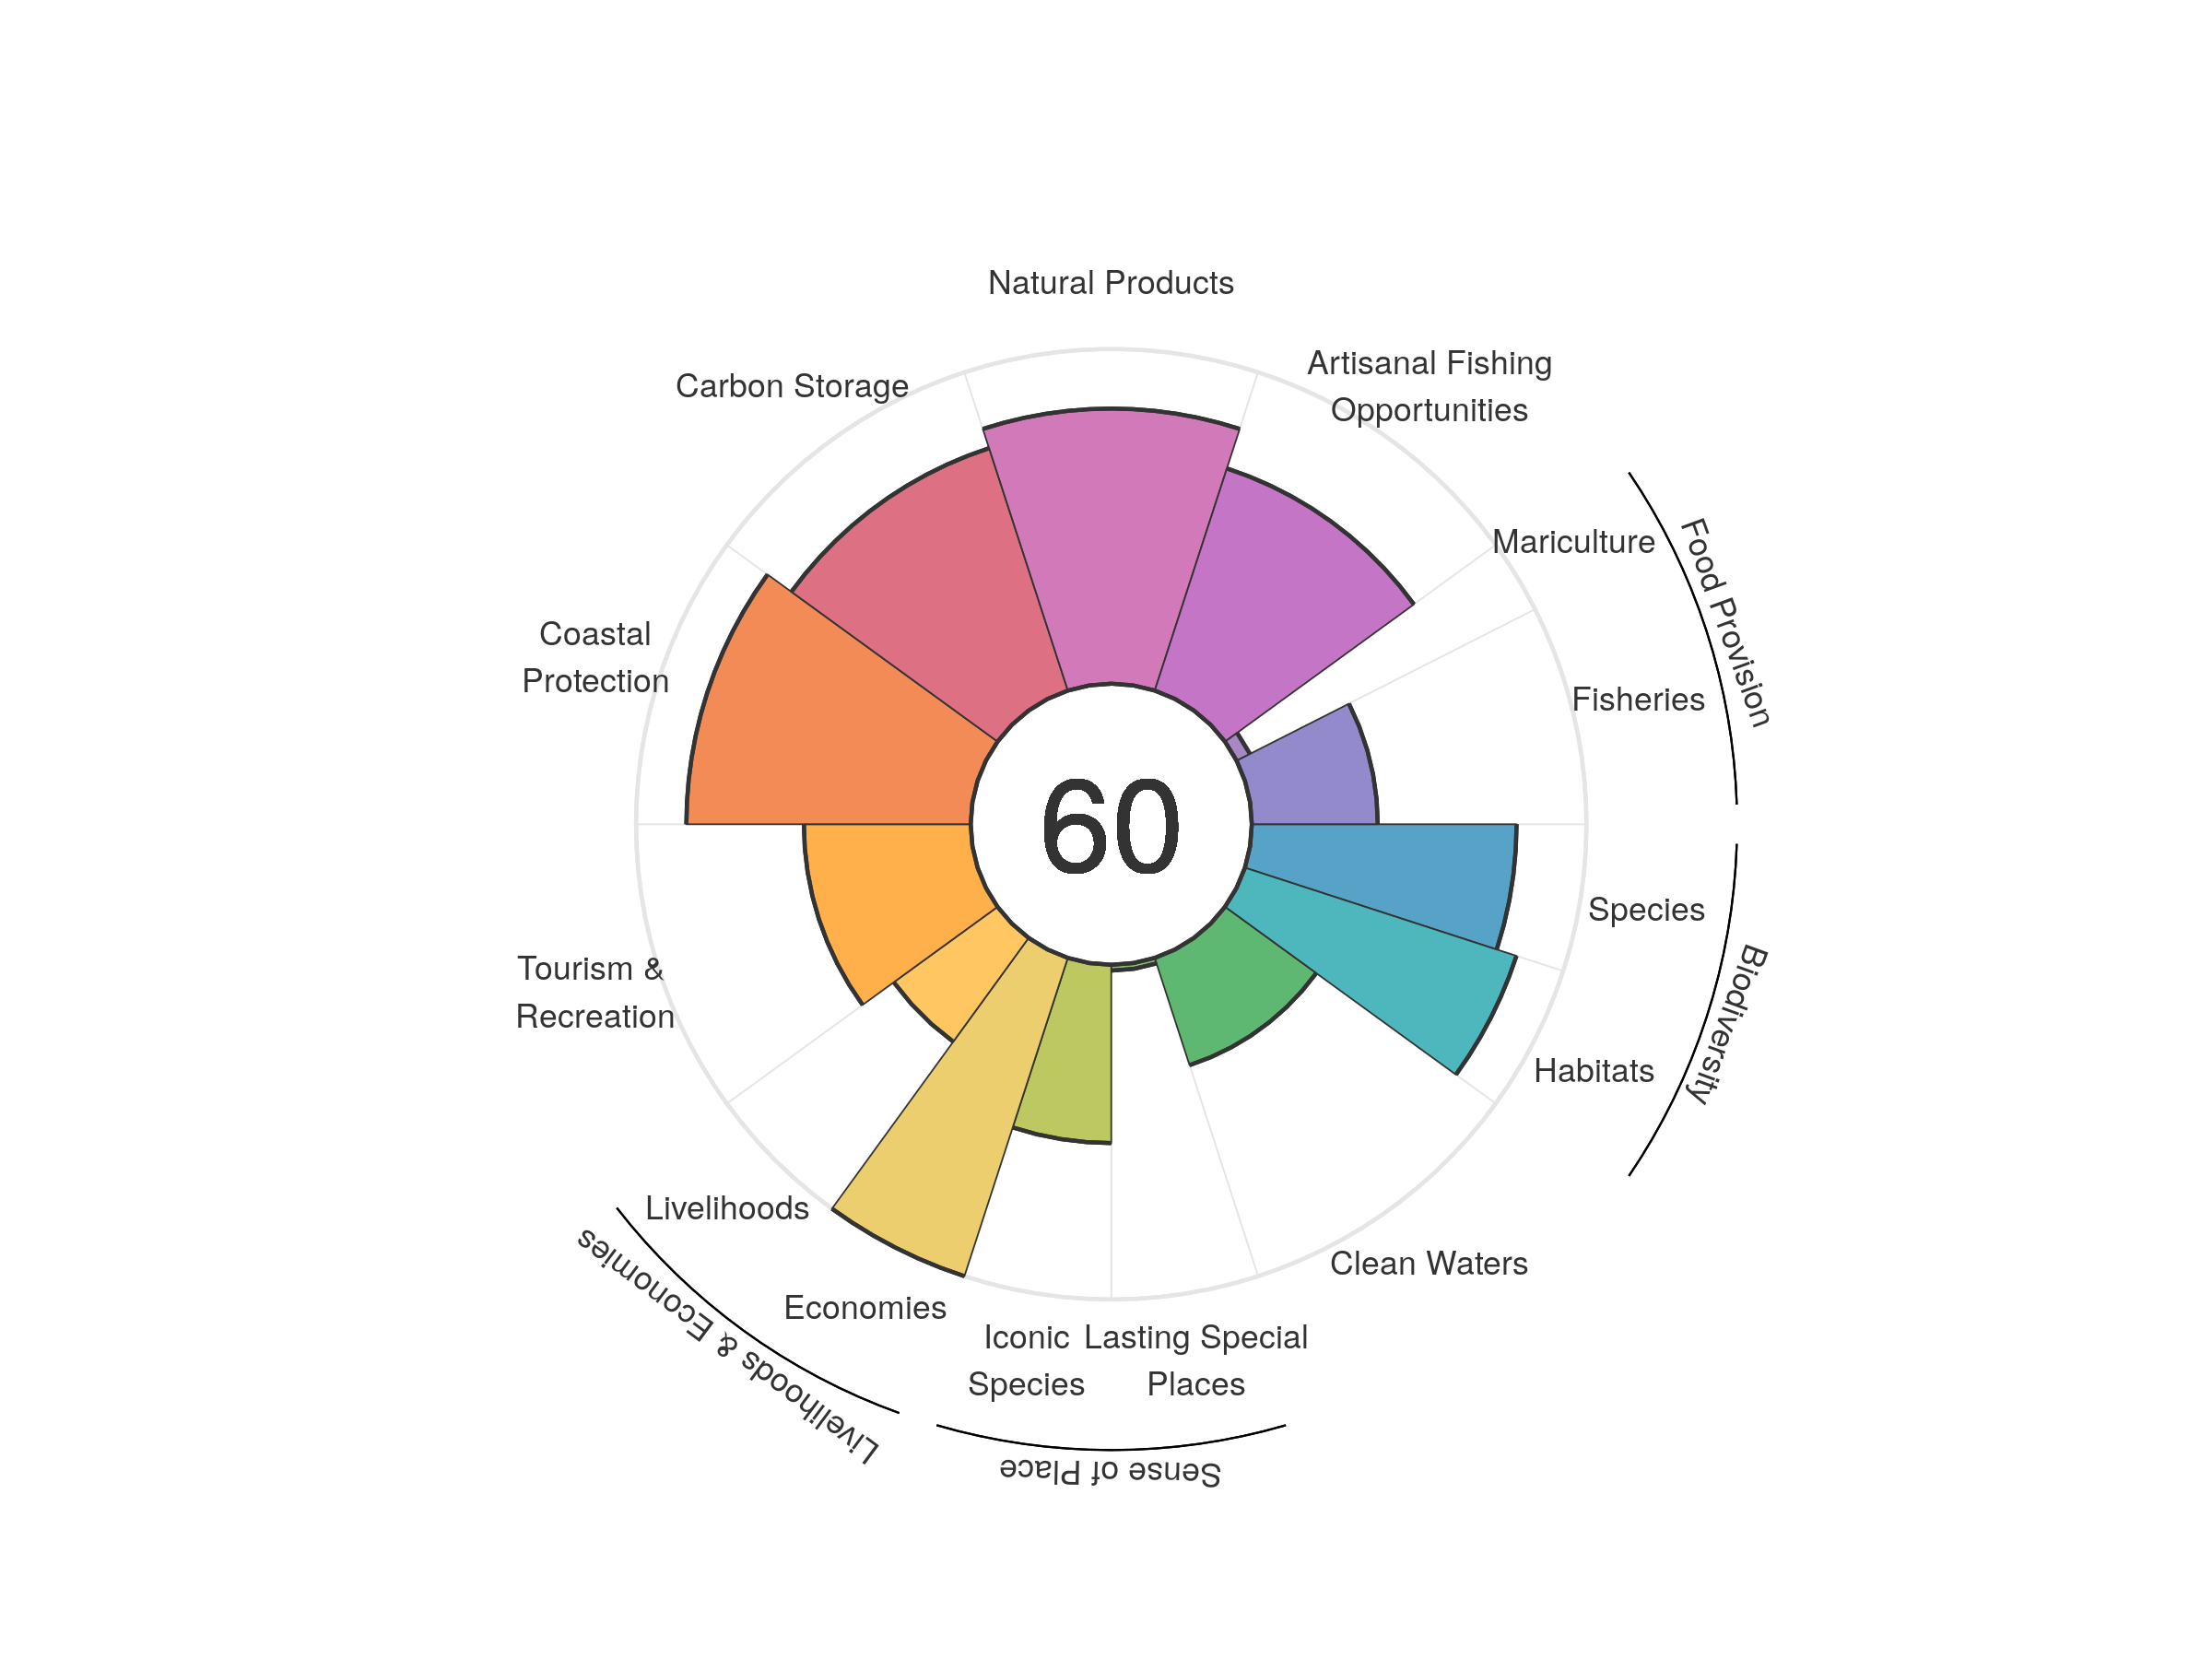 Natural Products
Artisanal Fishing
Opportunities
Carbon Storage
Mariculture
Food Provision
Coastal
Protection
Fisheries
60
Species
Biodiversity
Tourism &
Recreation
Habitats
Livelihoods
Clean Waters
Economies
Livelihoods & Economies
Iconic
Species
Lasting Special
Places
Sense of Place